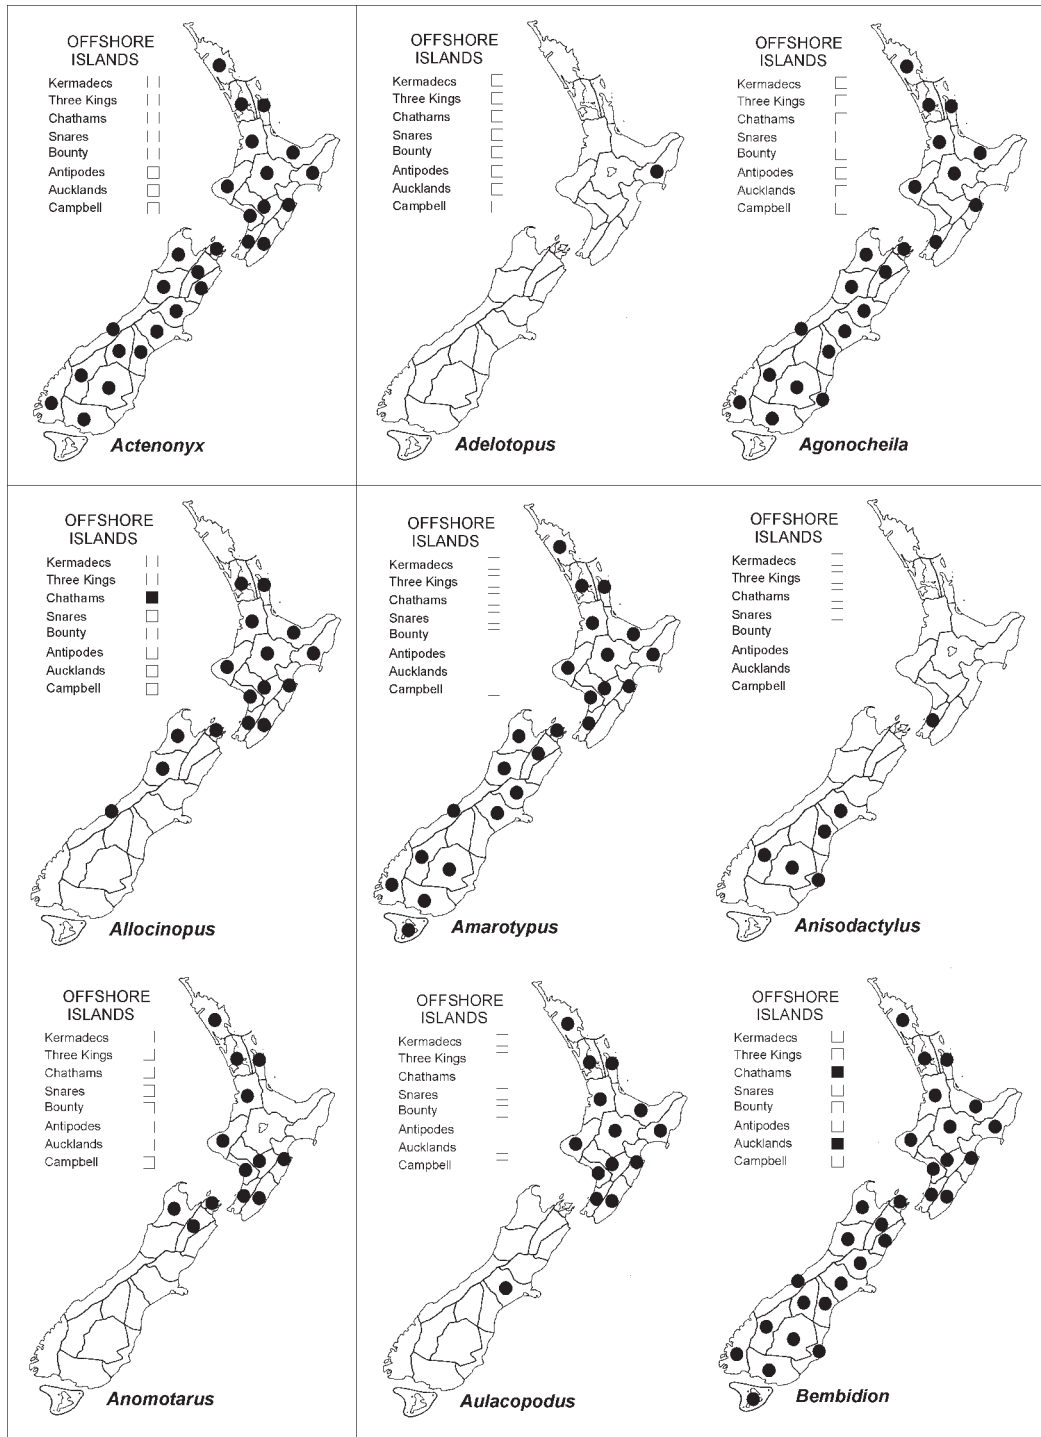 OFFSHORE
ISLANDS
Kermadecs
Three Kings
Chathams
Snares
Bounty
Antipodes
Aucklands
Campbell
Actenonyx
OFFSHORE
ISLANDS
Kermadecs
Three Kings
Chathams
Snares
Bounty
Antipodes
Aucklands
Campbell
Adelotopus
OFFSHORE
ISLANDS
Kermadecs
Three Kings
Chathams
Snares
Bounty
Antipodes
Aucklands
Campbell
Agonocheila
OFFSHORE
ISLANDS
Kermadecs
Three Kings
Chathams
Snares
Bounty
Antipodes
Aucklands
Campbell
Allocinopus
OFFSHORE
ISLANDS
Kermadecs
Three Kings
Chathams
Snares
Bounty
Antipodes
Aucklands
Campbell
Amarotypus
OFFSHORE
ISLANDS
Kermadecs
Three Kings
Chathams
Snares
Bounty
Antipodes
Aucklands
Campbell
Anisodactylus
OFFSHORE
ISLANDS
Kermadecs
Three Kings
Chathams
Snares
Bounty
Antipodes
Aucklands
Campbell
Anomotarus
OFFSHORE
ISLANDS
Kermadecs
Three Kings
Chathams
Snares
Bounty
Antipodes
Aucklands
Campbell
Aulacopodus
OFFSHORE
ISLANDS
Kermadecs
Three Kings
Chathams
Snares
Bounty
Antipodes
Aucklands
Campbell
Bembidion